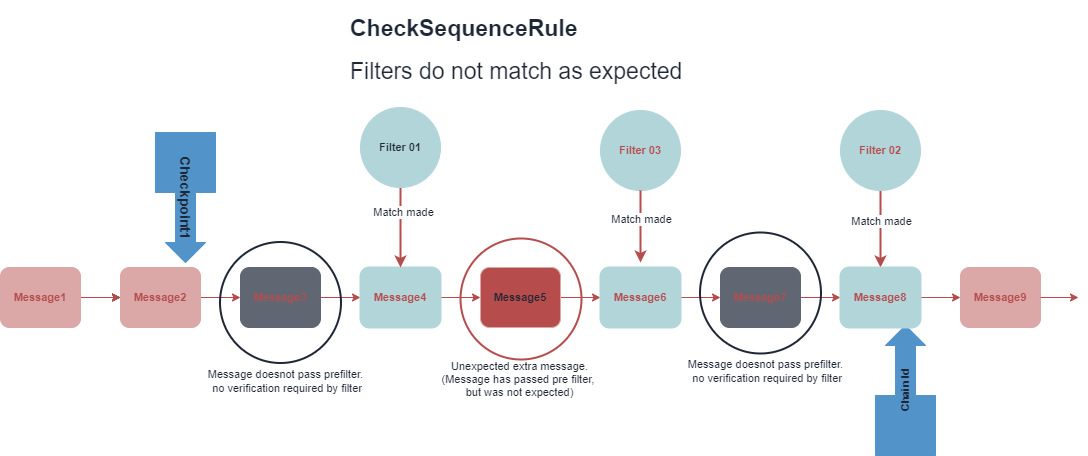 CheckSequenceRule
Filters do not match as expected
Filter 01
Filter 03
Filter 02
Checkpoint1
Match made
Match made
Match made
Message1
Message2
Message3
Message4
Message5
Message6
Message7
Message8
Message9
Message doesnot pass prefilter.
no verification required by filter
Unexpected extra message.
(Message has passed pre filter,
but was not expected)
Message doesnot pass prefilter.
no verification required by filter
Chain Id